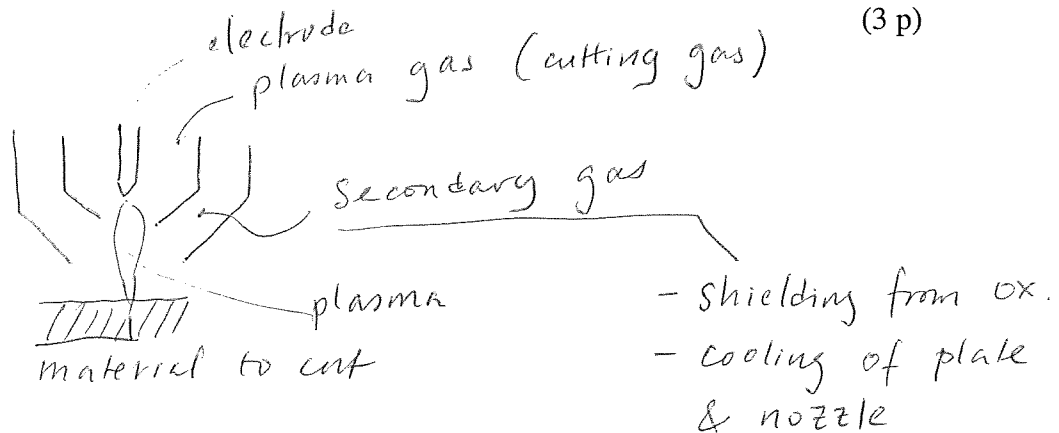 (3 p)
electrode
plasma gas (cutting gas)
Secondary gas
plasma
- shielding from ox.
- cooling of plate
& nozzle
material to cut